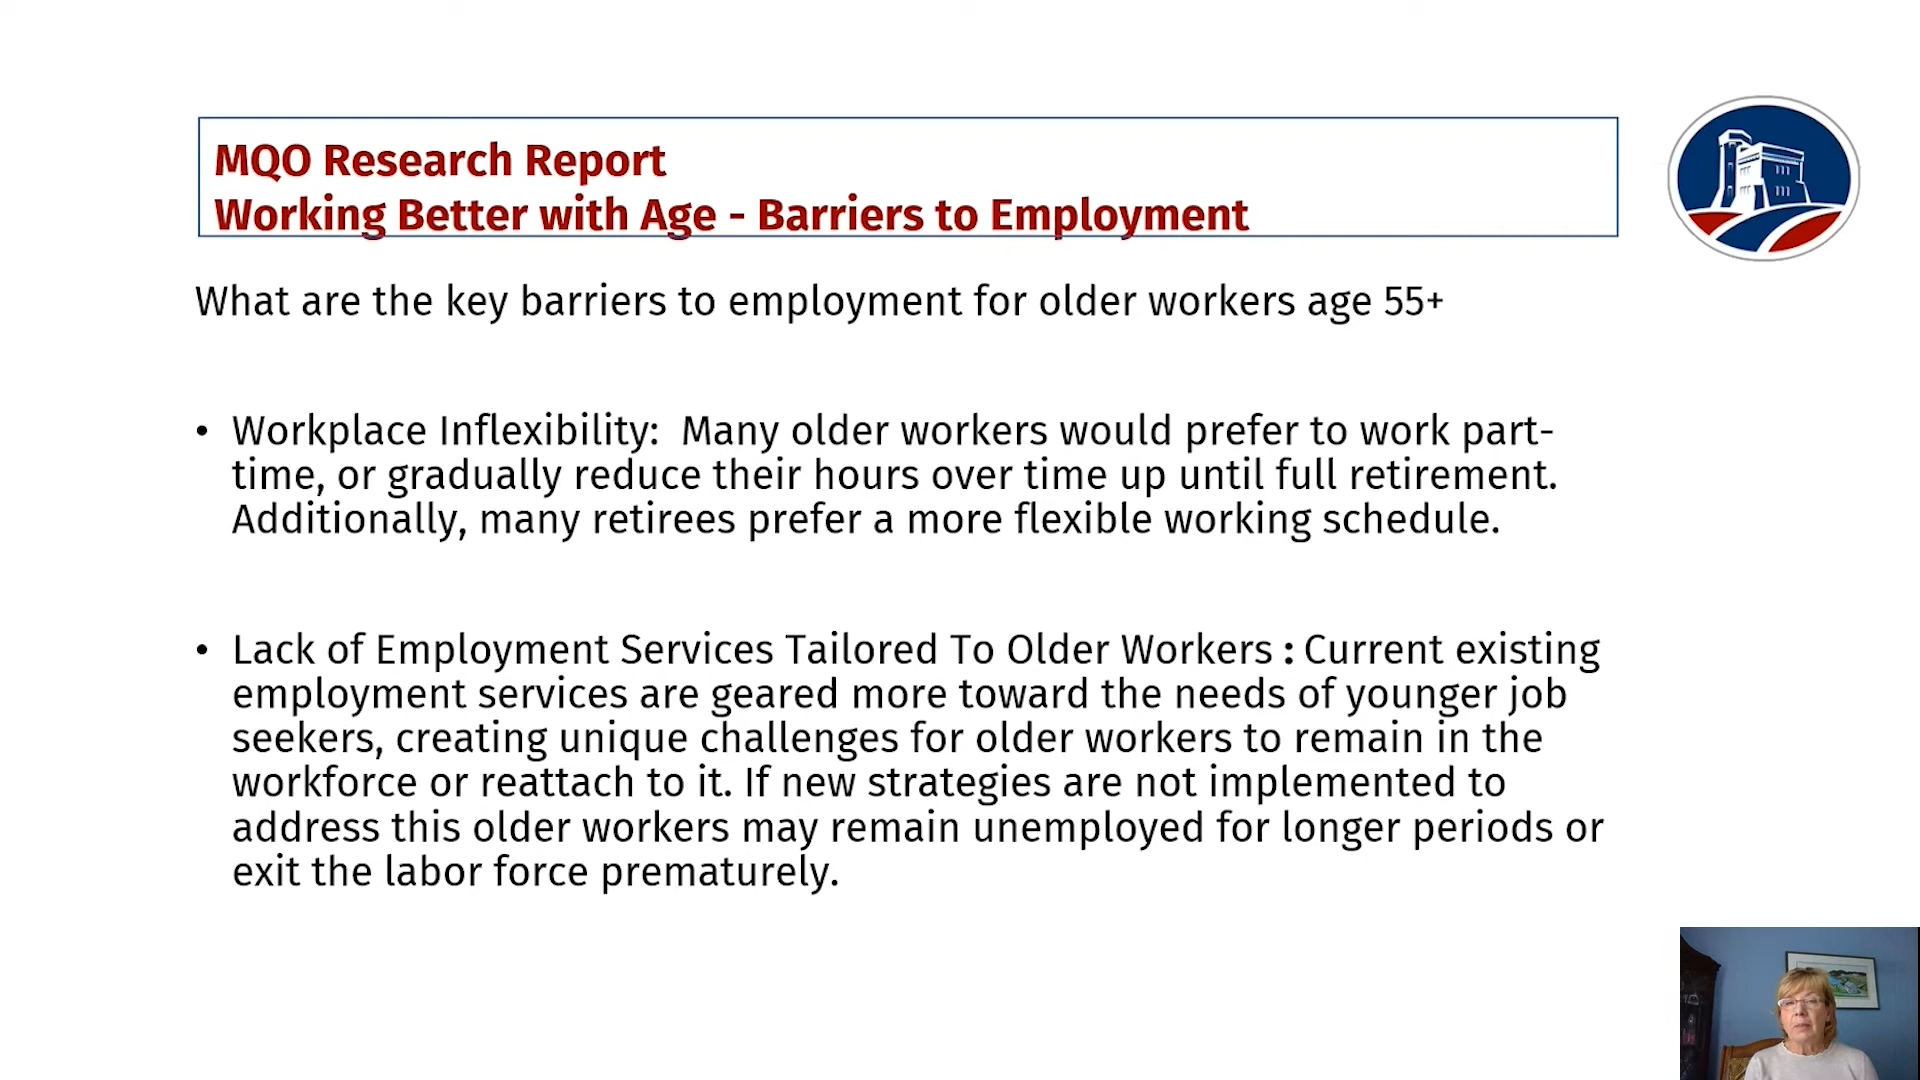 MQO Research Report
Working Better with Age - Barriers to Employment
What are the key barriers to employment for older workers age 55+
• Workplace Inflexibility:  Many older workers would prefer to work part-
time, or gradually reduce their hours over time up until full retirement.
Additionally, many retirees prefer a more flexible working schedule.
• Lack of Employment Services Tailored To Older Workers : Current existing
employment services are geared more toward the needs of younger job
seekers, creating unique challenges for older workers to remain in the
workforce or reattach to it. If new strategies are not implemented to
address this older workers may remain unemployed for longer periods or
exit the labor force prematurely.